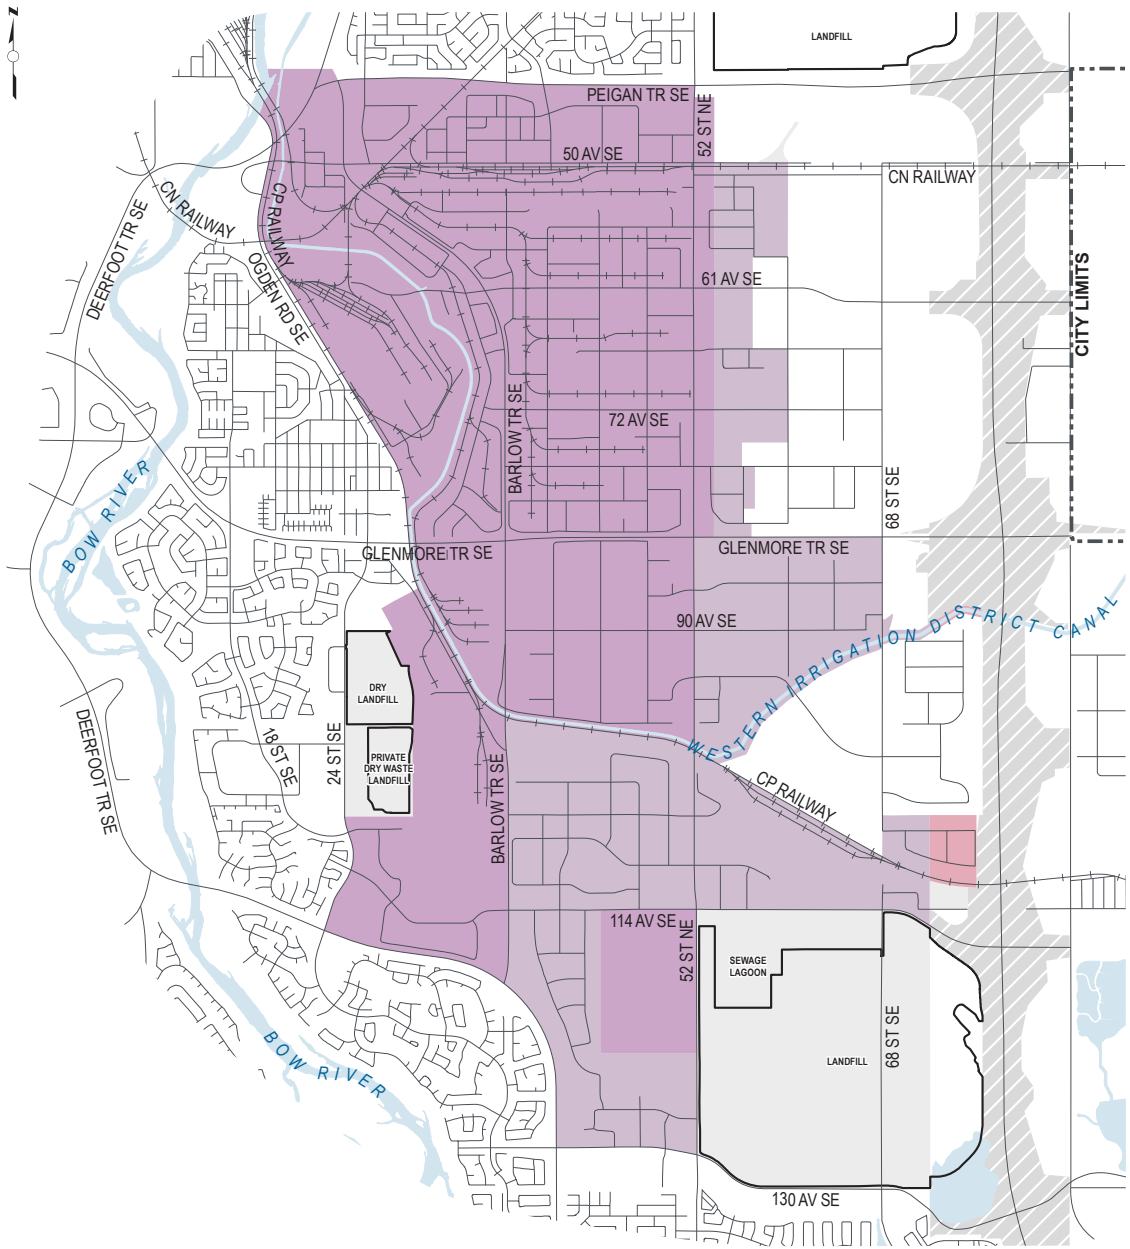 N
LANDFILL
PEIGAN TR SE
52 ST NE
50 AV SE
CN RAILWAY
CN RAILWAY
CP RAILWAY
DEERFOOT TR SE
OGDEN RD SE
61 AV SE
CITY LIMITS
BARLOW TR SE
72 AV SE
68 ST SE
BOW RIVER
GLENMORE TR SE
GLENMORE TR SE
90 AV SE
WESTERN IRRIGATION DISTRICT CANAL
DRY
LANDFILL
DEERFOOT TR SE
18 ST SE
24 ST SE
PRIVATE
DRY WASTE
LANDFILL
BARLOW TR SE
CP RAILWAY
114 AV SE
52 ST NE
SEWAGE
LAGOON
68 ST SE
LANDFILL
BOW RIVER
130 AV SE